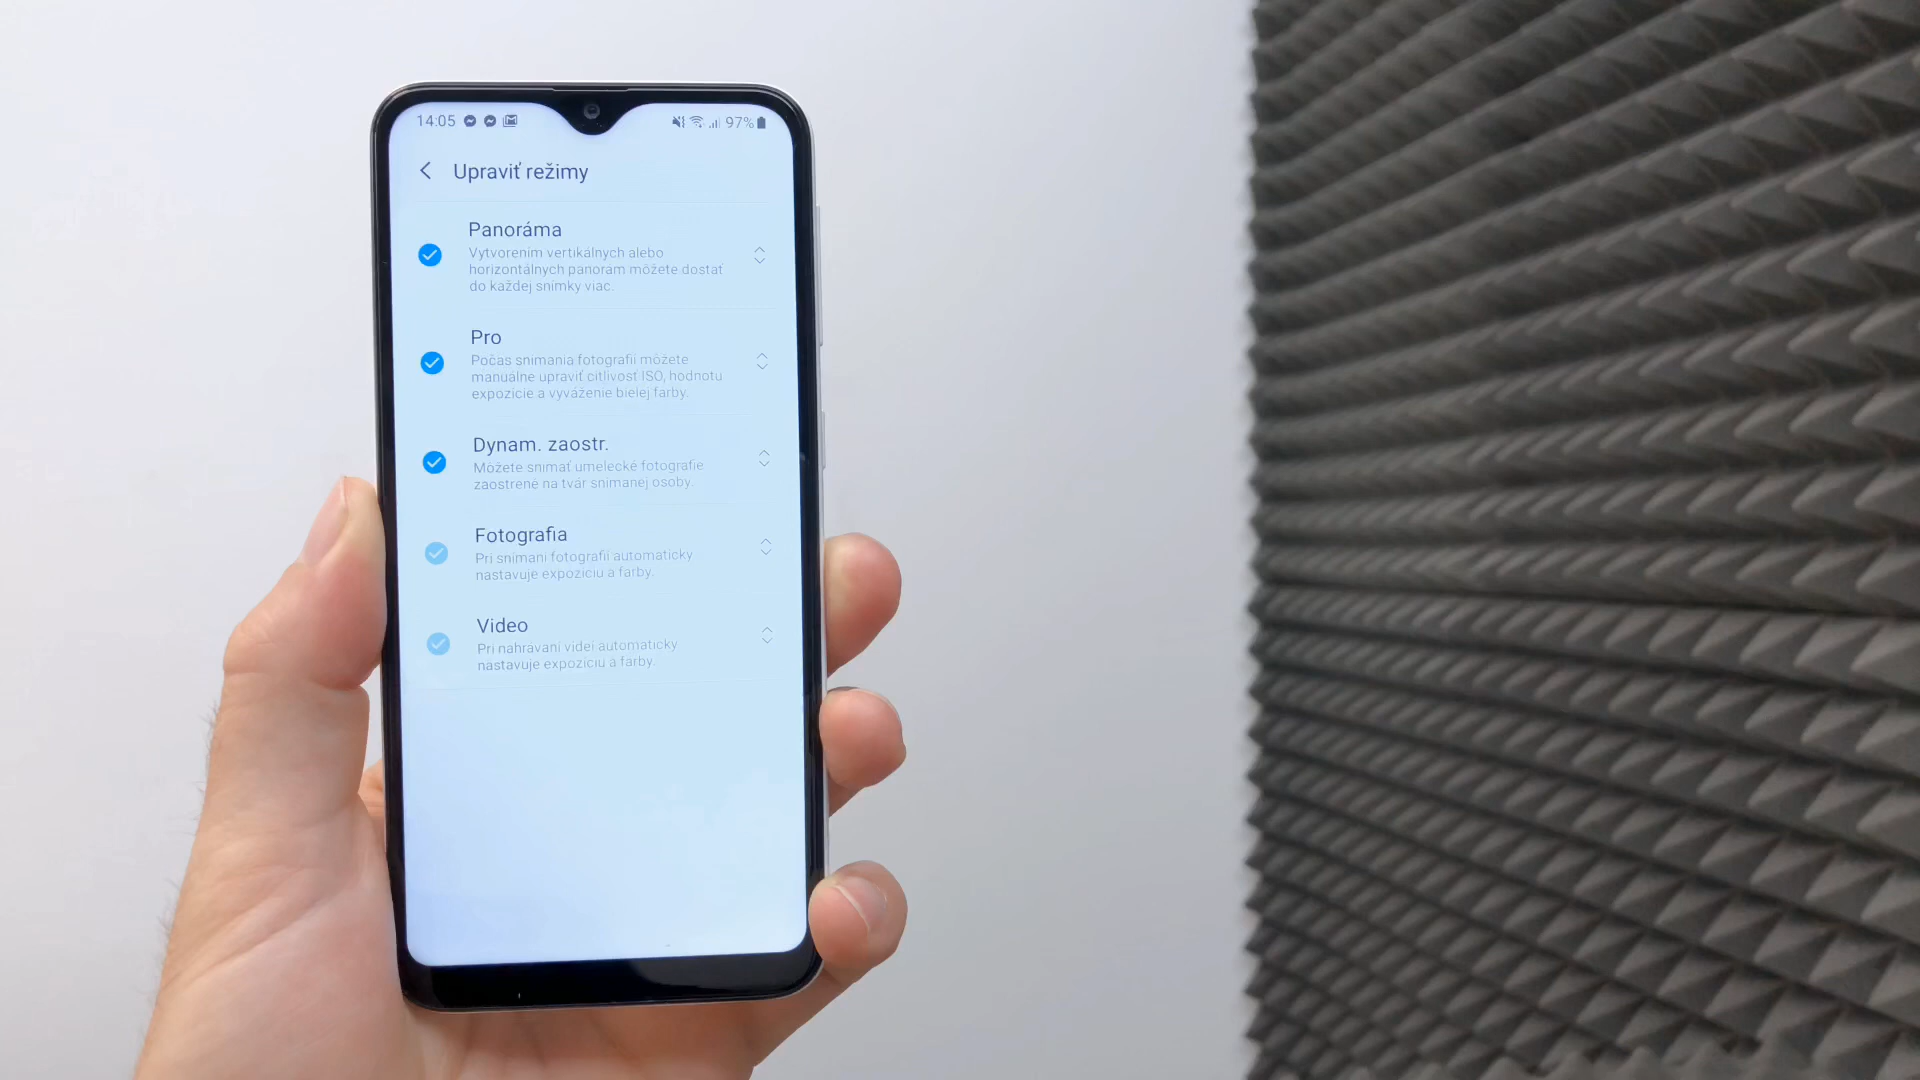 14:05 97%
Upraviť režimy
Panoráma
Vytvorením vertikálnych alebo
horizontálnych panorám môžete dostať
do každej snímky viac.
Pro
Počas snímania fotografií môžete
manuálne upraviť citlivosť ISO, hodnotu
expozície a vyváženie bielej farby.
Dynam. zaostr.
Môžete snímať umelecké fotografie
zaostrené na tvár snímanej osoby.
Fotografia
Pri snímaní fotografií automaticky
nastavuje expozíciu a farby.
Video
Pri nahrávaní videí automaticky
nastavuje expozíciu a farby.